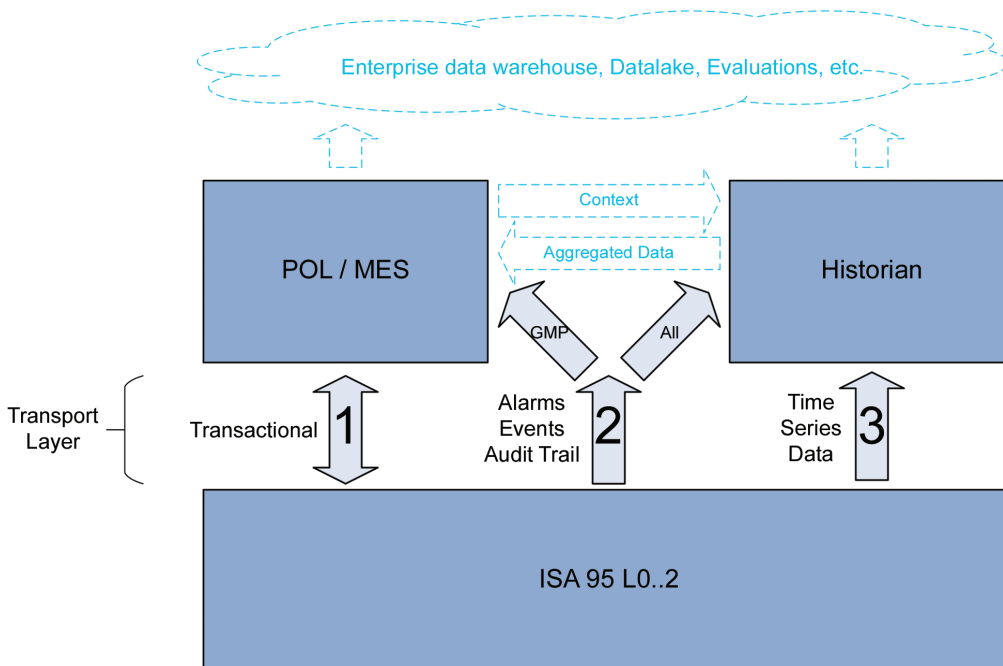 Enterprise data warehouse, Datalake, Evaluations, etc.
POL / MES
Context
Aggregated Data
Historian
GMP
All
Transport
Layer
Transactional
1
Alarms
Events
Audit Trail
2
Time
Series
Data
3
ISA 95 L0..2